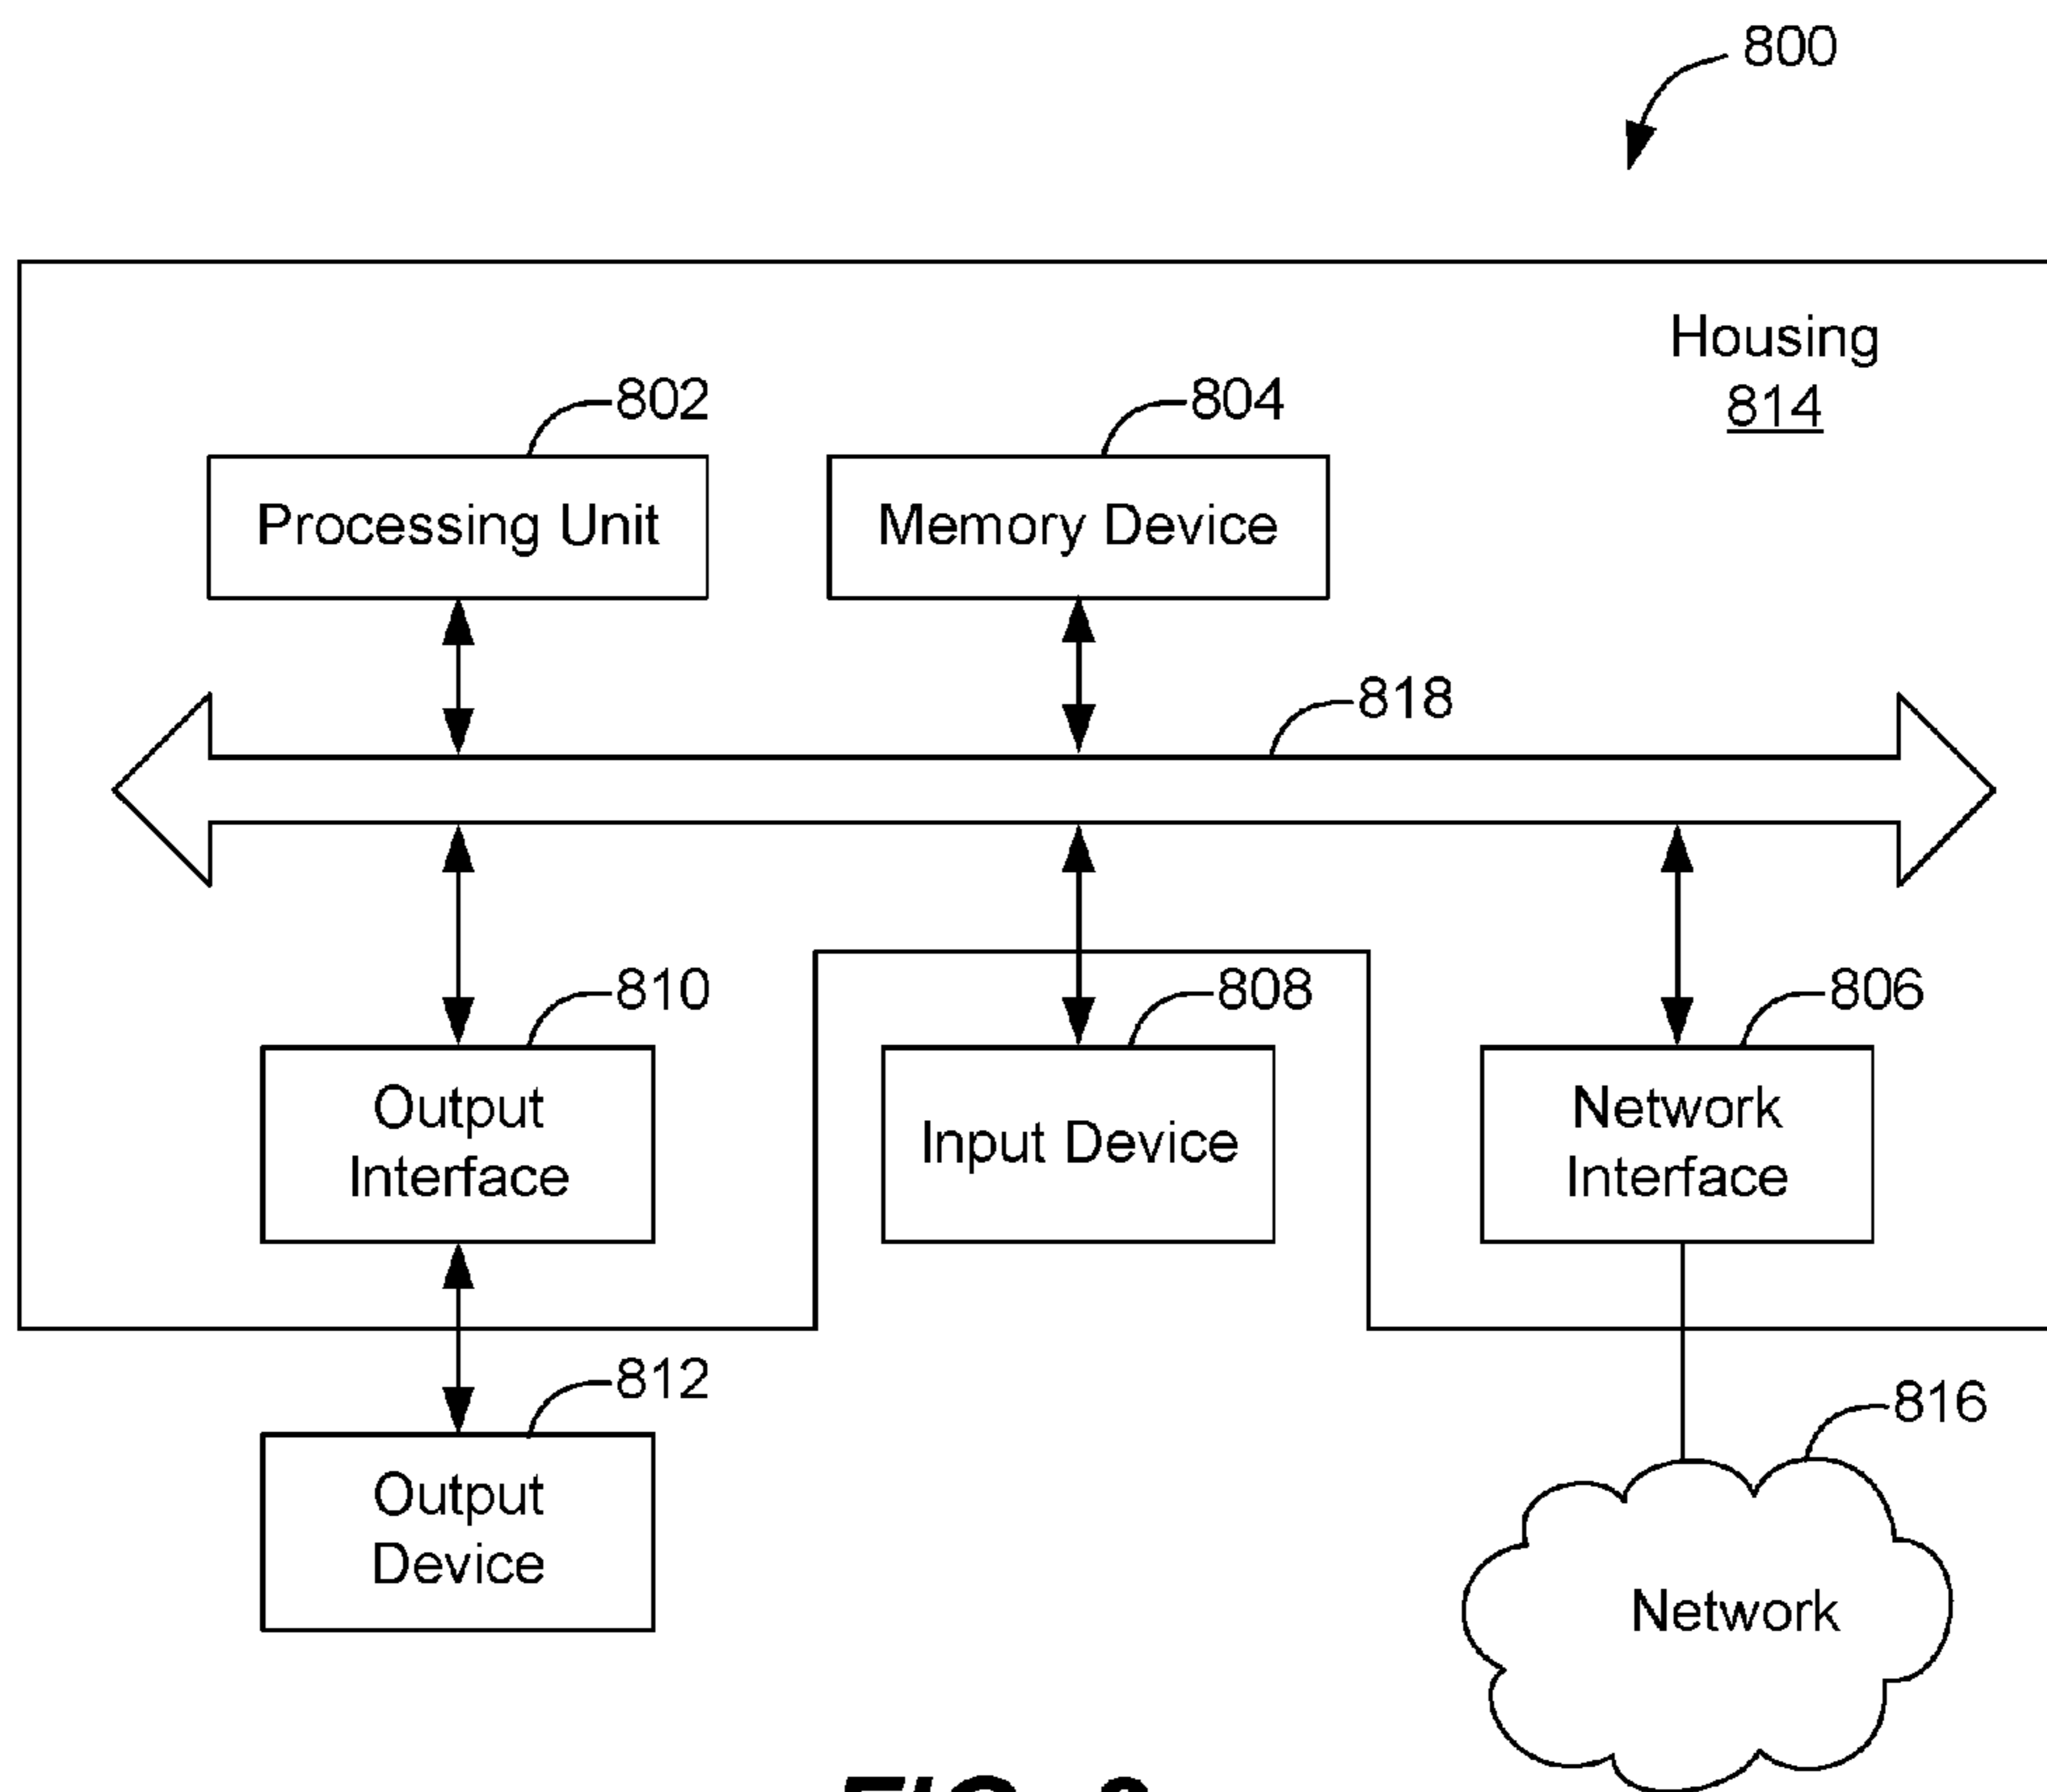 800
Housing
814
802
804
Processing Unit
Memory Device
818
810
808
806
Output
Interface
Input Device
Network
Interface
812
816
Output
Device
Network